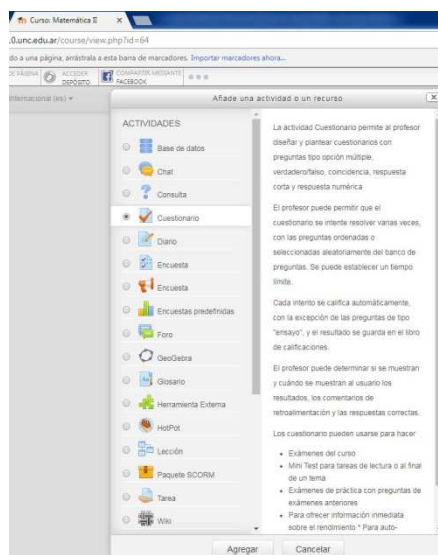 Curso: Matemática II
.0.unc.edu.ar/course/view.php?id=64
do a una página, arrástrala a esta barra de marcadores. Importar marcadores ahora...
DE PÁGINA
ACCEDER DEPÓSITO
COMPARTIR MEDIANTE FACEBOOK
Internacional (es)
Añade una actividad o un recurso
ACTIVIDADES
Base de datos
Chat
Consulta
Cuestionario
Diario
Encuesta
Encuesta
Encuestas predefinidas
Foro
GeoGebra
Glosario
Herramienta Externa
HotPot
Lección
Paquete SCORM
Tarea
Wiki
La actividad Cuestionario permite al profesor
diseñar y plantear cuestionarios con
preguntas tipo opción múltiple,
verdadero/falso, coincidencia, respuesta
corta y respuesta numérica
El profesor puede permitir que el
cuestionario se intente resolver varias veces,
con las preguntas ordenadas o
seleccionadas aleatoriamente del banco de
preguntas. Se puede establecer un tiempo
límite.
Cada intento se califica automáticamente,
con la excepción de las preguntas de tipo
"ensayo", y el resultado se guarda en el libro
de calificaciones.
El profesor puede determinar si se muestran
y cuándo se muestran al usuario los
resultados, los comentarios de
retroalimentación y las respuestas correctas.
Los cuestionario pueden usarse para hacer
• Exámenes del curso
• Mini Test para tareas de lectura o al final
de un tema
• Exámenes de práctica con preguntas de
exámenes anteriores
• Para ofrecer información inmediata
sobre el rendimiento * Para auto-
Agregar
Cancelar